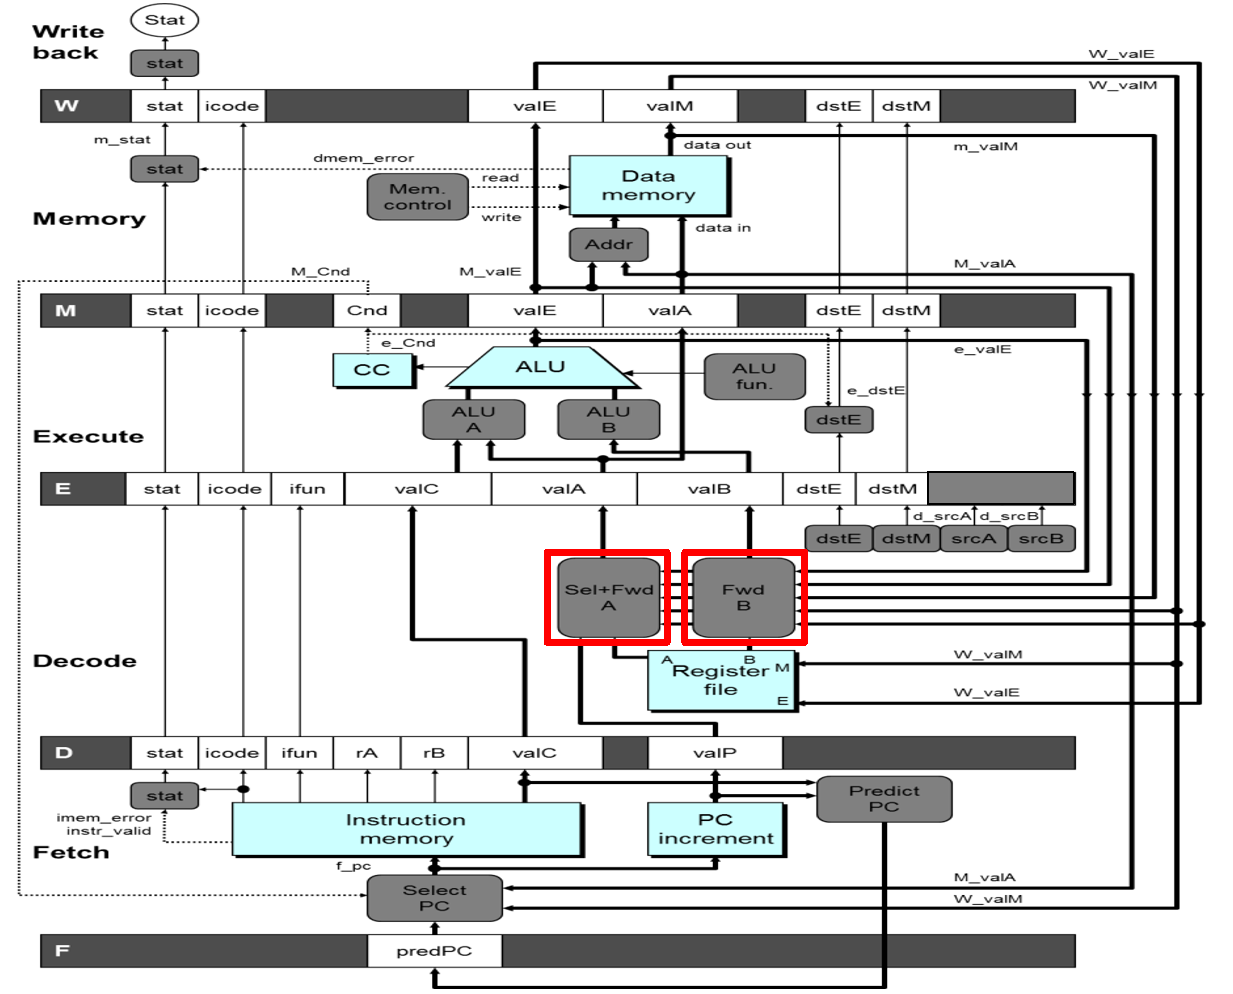 Write
back
Stat
stat
W_valE
W_valM
W
stat
icode
valE
valM
dstE
dstM
m_stat
stat
dmem_error
data out
m_valM
Mem.
control
read
write
Data
memory
Memory
Addr
data in
M_Cnd
M_valE
M_valA
M
stat
icode
Cnd
valE
valA
dstE
dstM
e_Cnd
e_valE
CC
ALU
ALU
fun.
e_dstE
ALU
A
ALU
B
dstE
Execute
E
stat
icode
ifun
valC
valA
valB
dstE
dstM
d_srcA
d_srcB
dstE
dstM
srcA
srcB
Sel+Fwd
A
Fwd
B
Decode
A
B
M
Register
file
E
W_valM
W_valE
D
stat
icode
ifun
rA
rB
valC
valP
stat
Predict
PC
imem_error
instr_valid
Instruction
memory
PC
increment
Fetch
f_pc
Select
PC
M_valA
W_valM
F
predPC